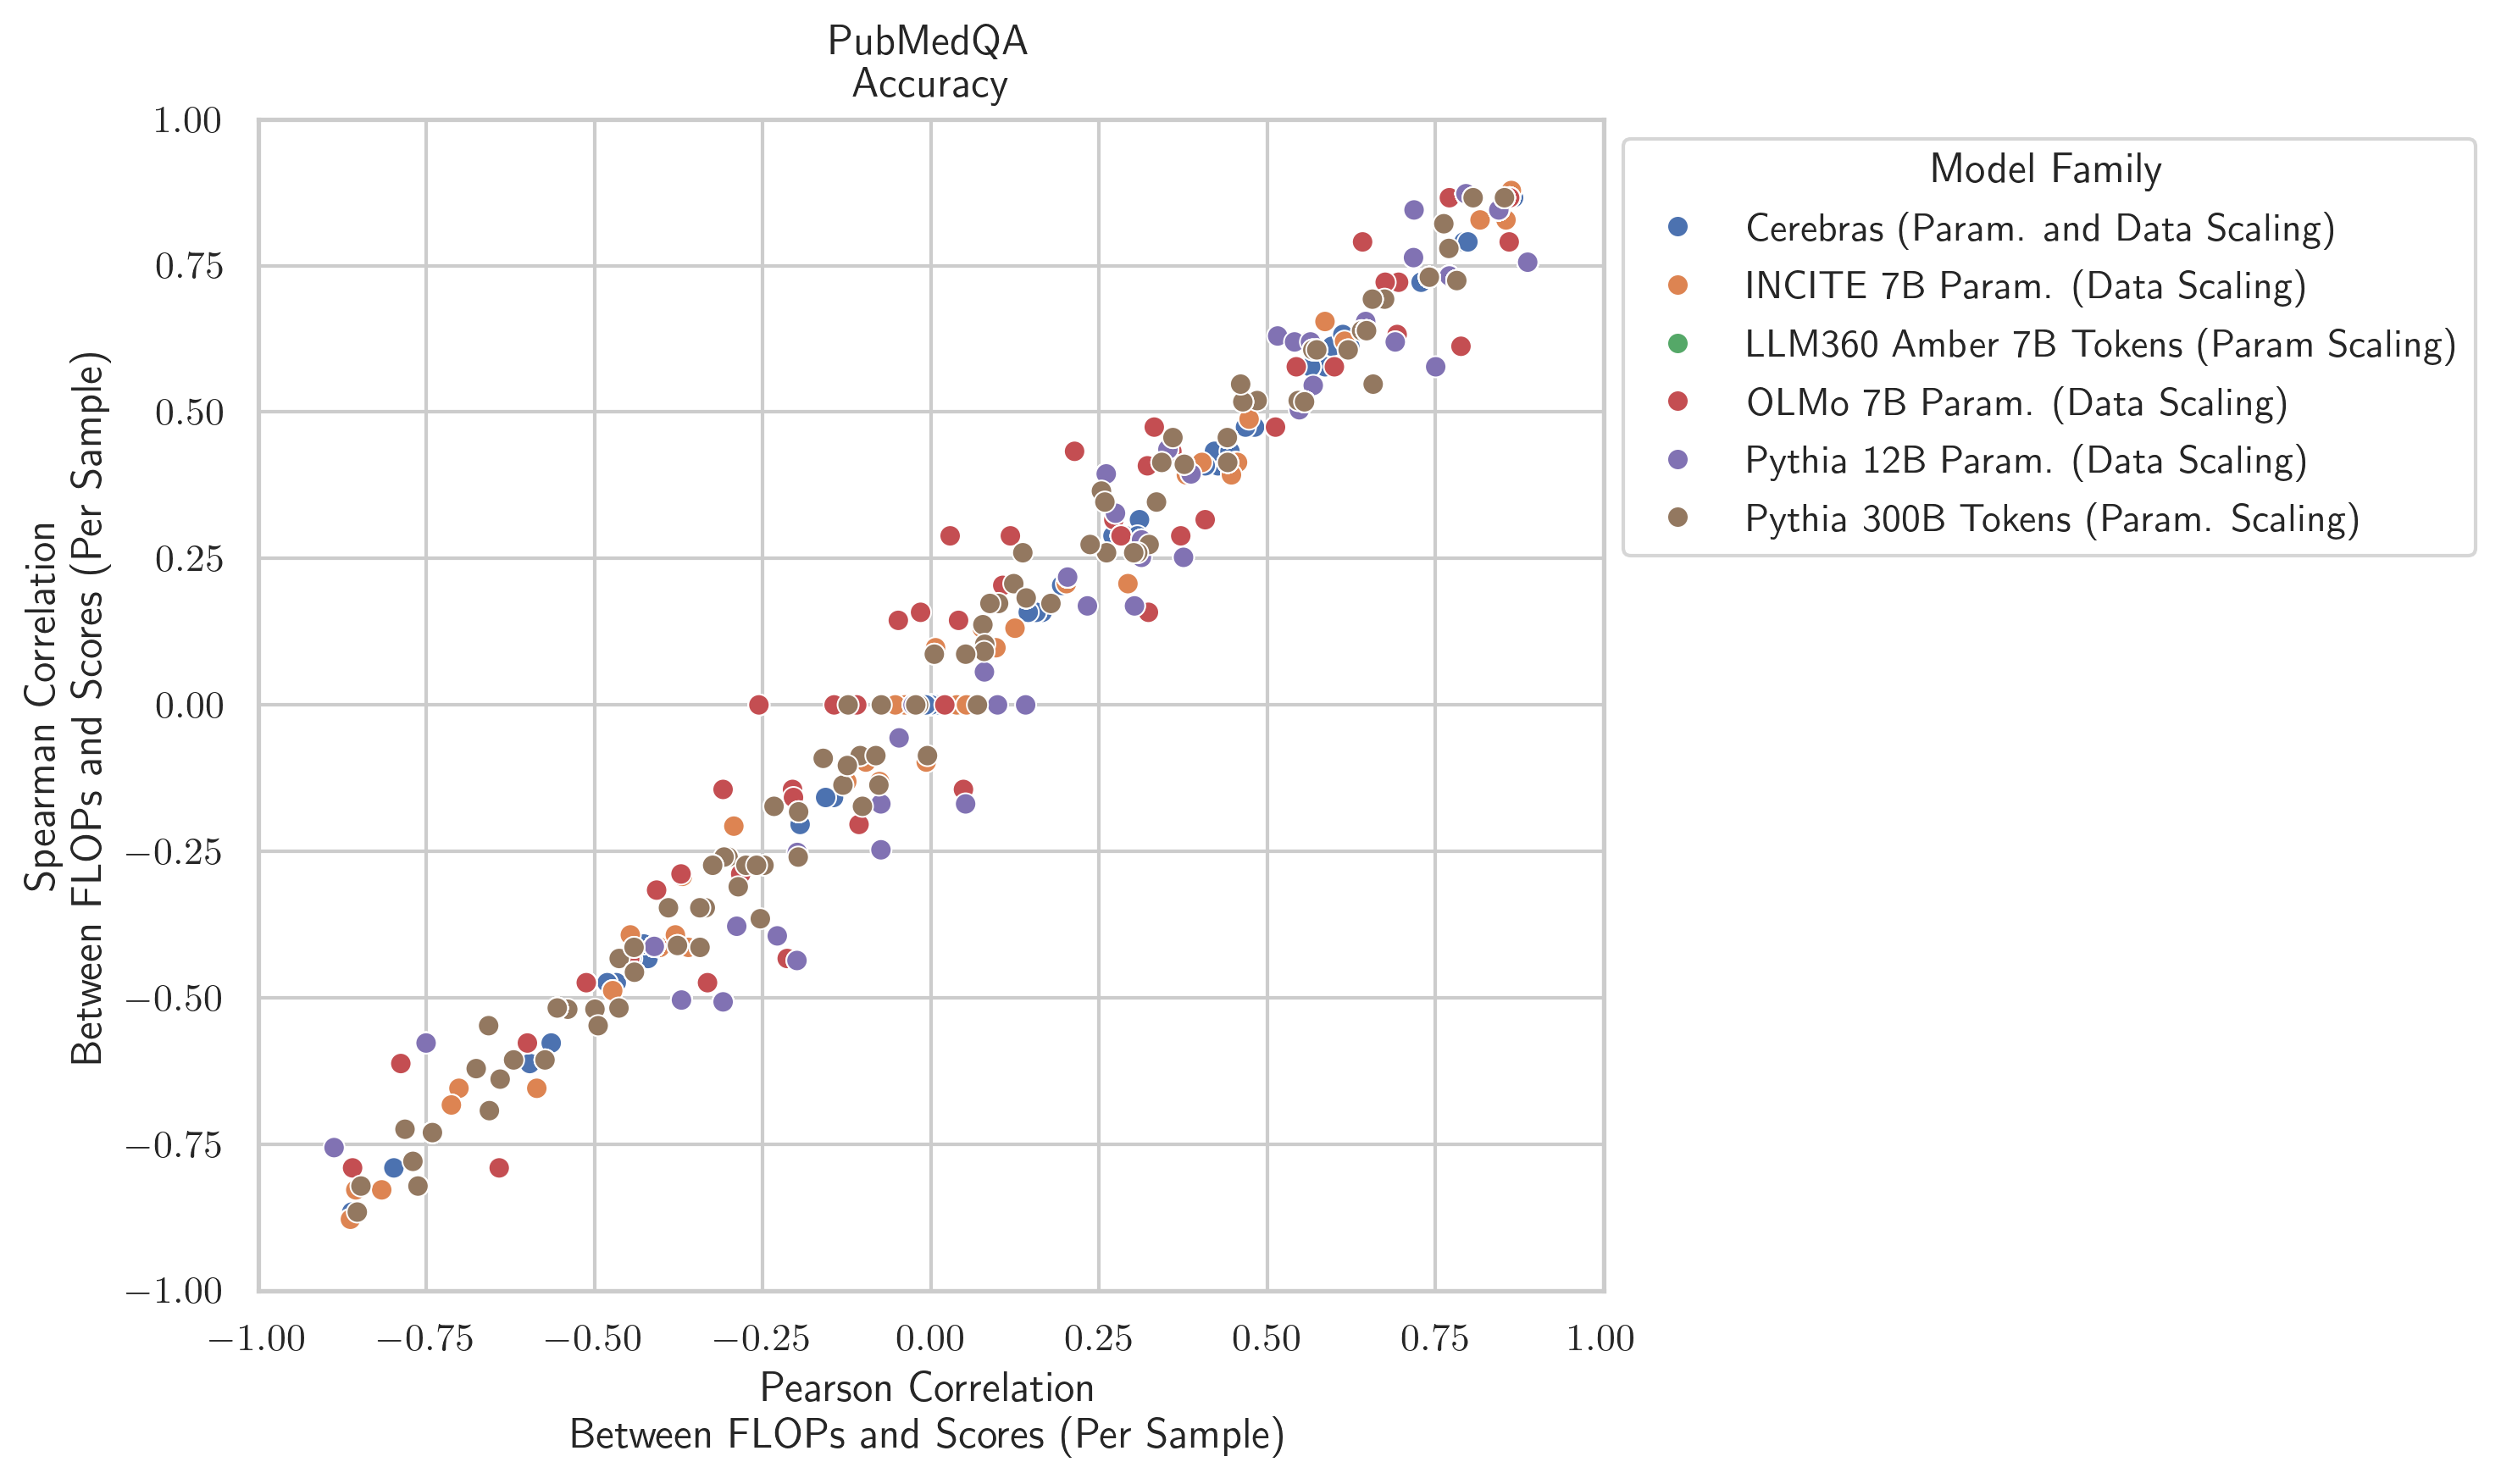 PubMedQA
Accuracy
1.00
0.75
0.50
0.25
0.00
−0.25
−0.50
−0.75
−1.00
Spearman Correlation
Between FLOPs and Scores (Per Sample)
−1.00 −0.75 −0.50 −0.25 0.00 0.25 0.50 0.75 1.00
Pearson Correlation
Between FLOPs and Scores (Per Sample)
Model Family
Cerebras (Param. and Data Scaling)
INCITE 7B Param. (Data Scaling)
LLM360 Amber 7B Tokens (Param Scaling)
OLMo 7B Param. (Data Scaling)
Pythia 12B Param. (Data Scaling)
Pythia 300B Tokens (Param. Scaling)